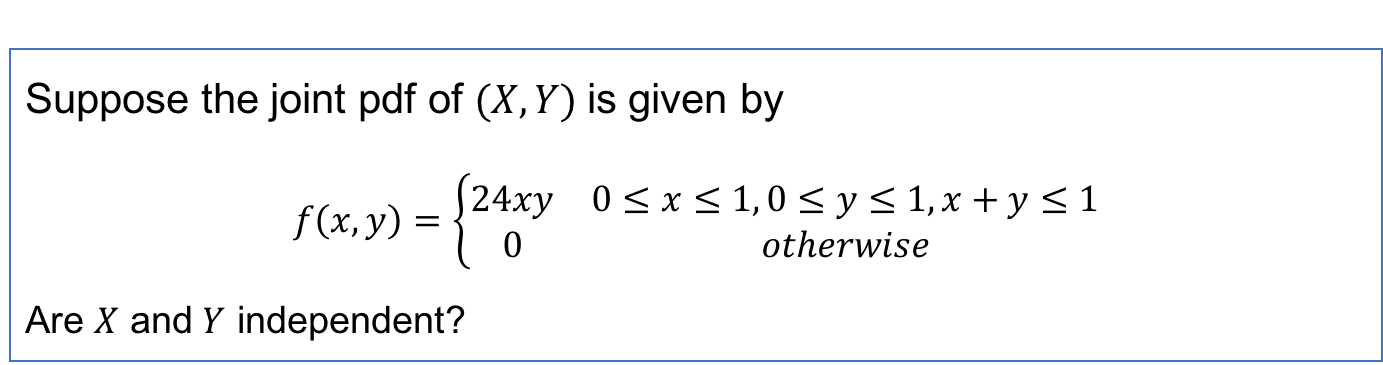 Suppose the joint pdf of (X, Y) is given by
f(x, y) = {24xy 0 ≤ x ≤ 1, 0 ≤ y ≤ 1, x + y ≤ 1
0 otherwise
Are X and Y independent?